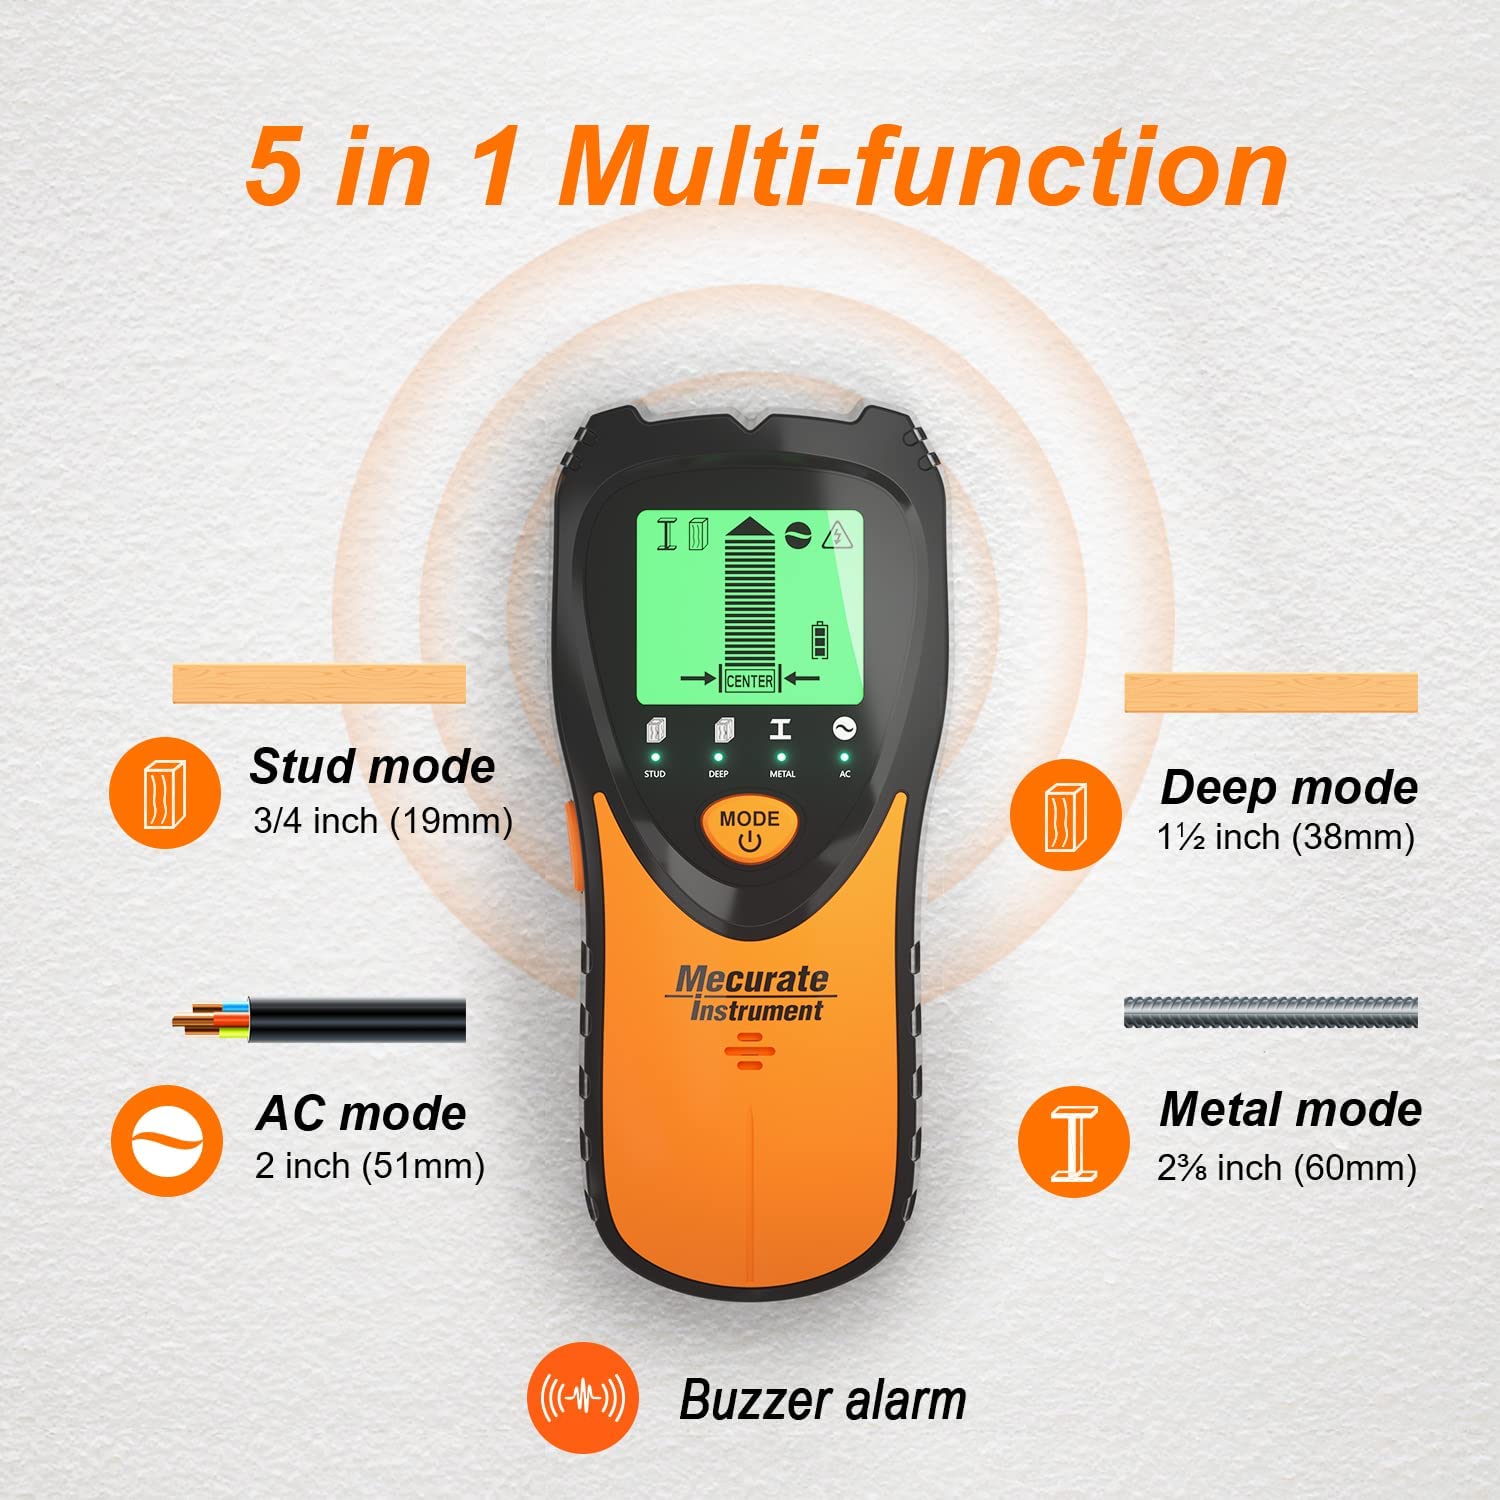 5 in 1 Multi-function
CENTER
STUD
DEEP
METAL
AC
MODE
Mecurate
Instrument
Stud mode
3/4 inch (19mm)
Deep mode
1½ inch (38mm)
AC mode
2 inch (51mm)
Metal mode
2⅜ inch (60mm)
Buzzer alarm